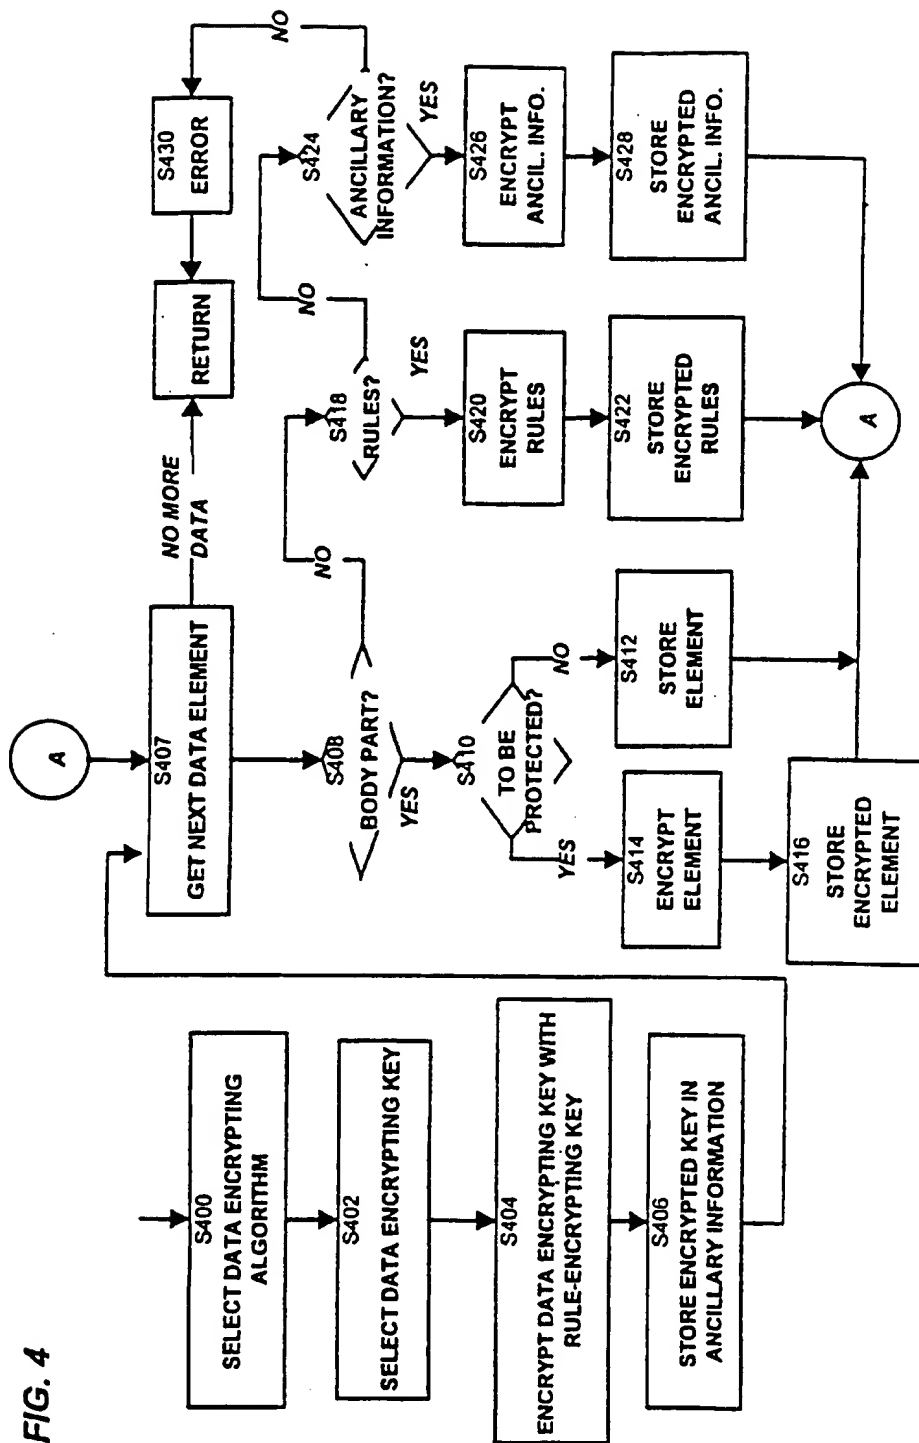 FIG. 4
S400
SELECT DATA ENCRYPTING
ALGORITHM
S402
SELECT DATA ENCRYPTING KEY
S404
ENCRYPT DATA ENCRYPTING KEY WITH
RULE-ENCRYPTING KEY
S406
STORE ENCRYPTED KEY IN
ANCILLARY INFORMATION
A
S407
GET NEXT DATA ELEMENT
NO MORE
DATA
RETURN
S430
ERROR
S408
BODY PART?
YES
NO
S410
TO BE
PROTECTED?
YES
NO
S414
ENCRYPT
ELEMENT
S416
STORE
ENCRYPTED
ELEMENT
S412
STORE
ELEMENT
S418
RULES?
YES
NO
S420
ENCRYPT
RULES
S422
STORE
ENCRYPTED
RULES
S424
ANCILLARY
INFORMATION?
YES
NO
S426
ENCRYPT
ANCIL. INFO.
S428
STORE
ENCRYPTED
ANCIL. INFO.
A